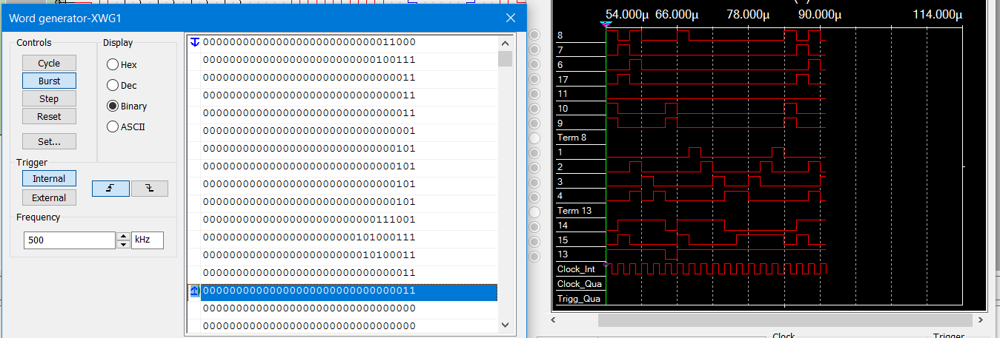 Word generator-XWG1
Controls
Cycle
Burst
Step
Reset
Set...
Display
Hex
Dec
Binary
ASCII
Trigger
Internal
External
Frequency
500
kHz
00000000000000000000000000011000
00000000000000000000000000100111
00000000000000000000000000000011
00000000000000000000000000000011
00000000000000000000000000000011
00000000000000000000000000000001
00000000000000000000000000000101
00000000000000000000000000000101
00000000000000000000000000000101
00000000000000000000000000000101
00000000000000000000000000111001
00000000000000000000000101000111
00000000000000000000000010100011
00000000000000000000000000000011
00000000000000000000000000000011
00000000000000000000000000000000
00000000000000000000000000000000
54.000µ 66.000µ 78.000µ 90.000µ 114.000µ
8
7
6
17
11
10
9
Term 8
1
2
3
4
Term 13
14
15
13
Clock_Int
Clock_Qua
Trigg_Qua
Clock
Trigger